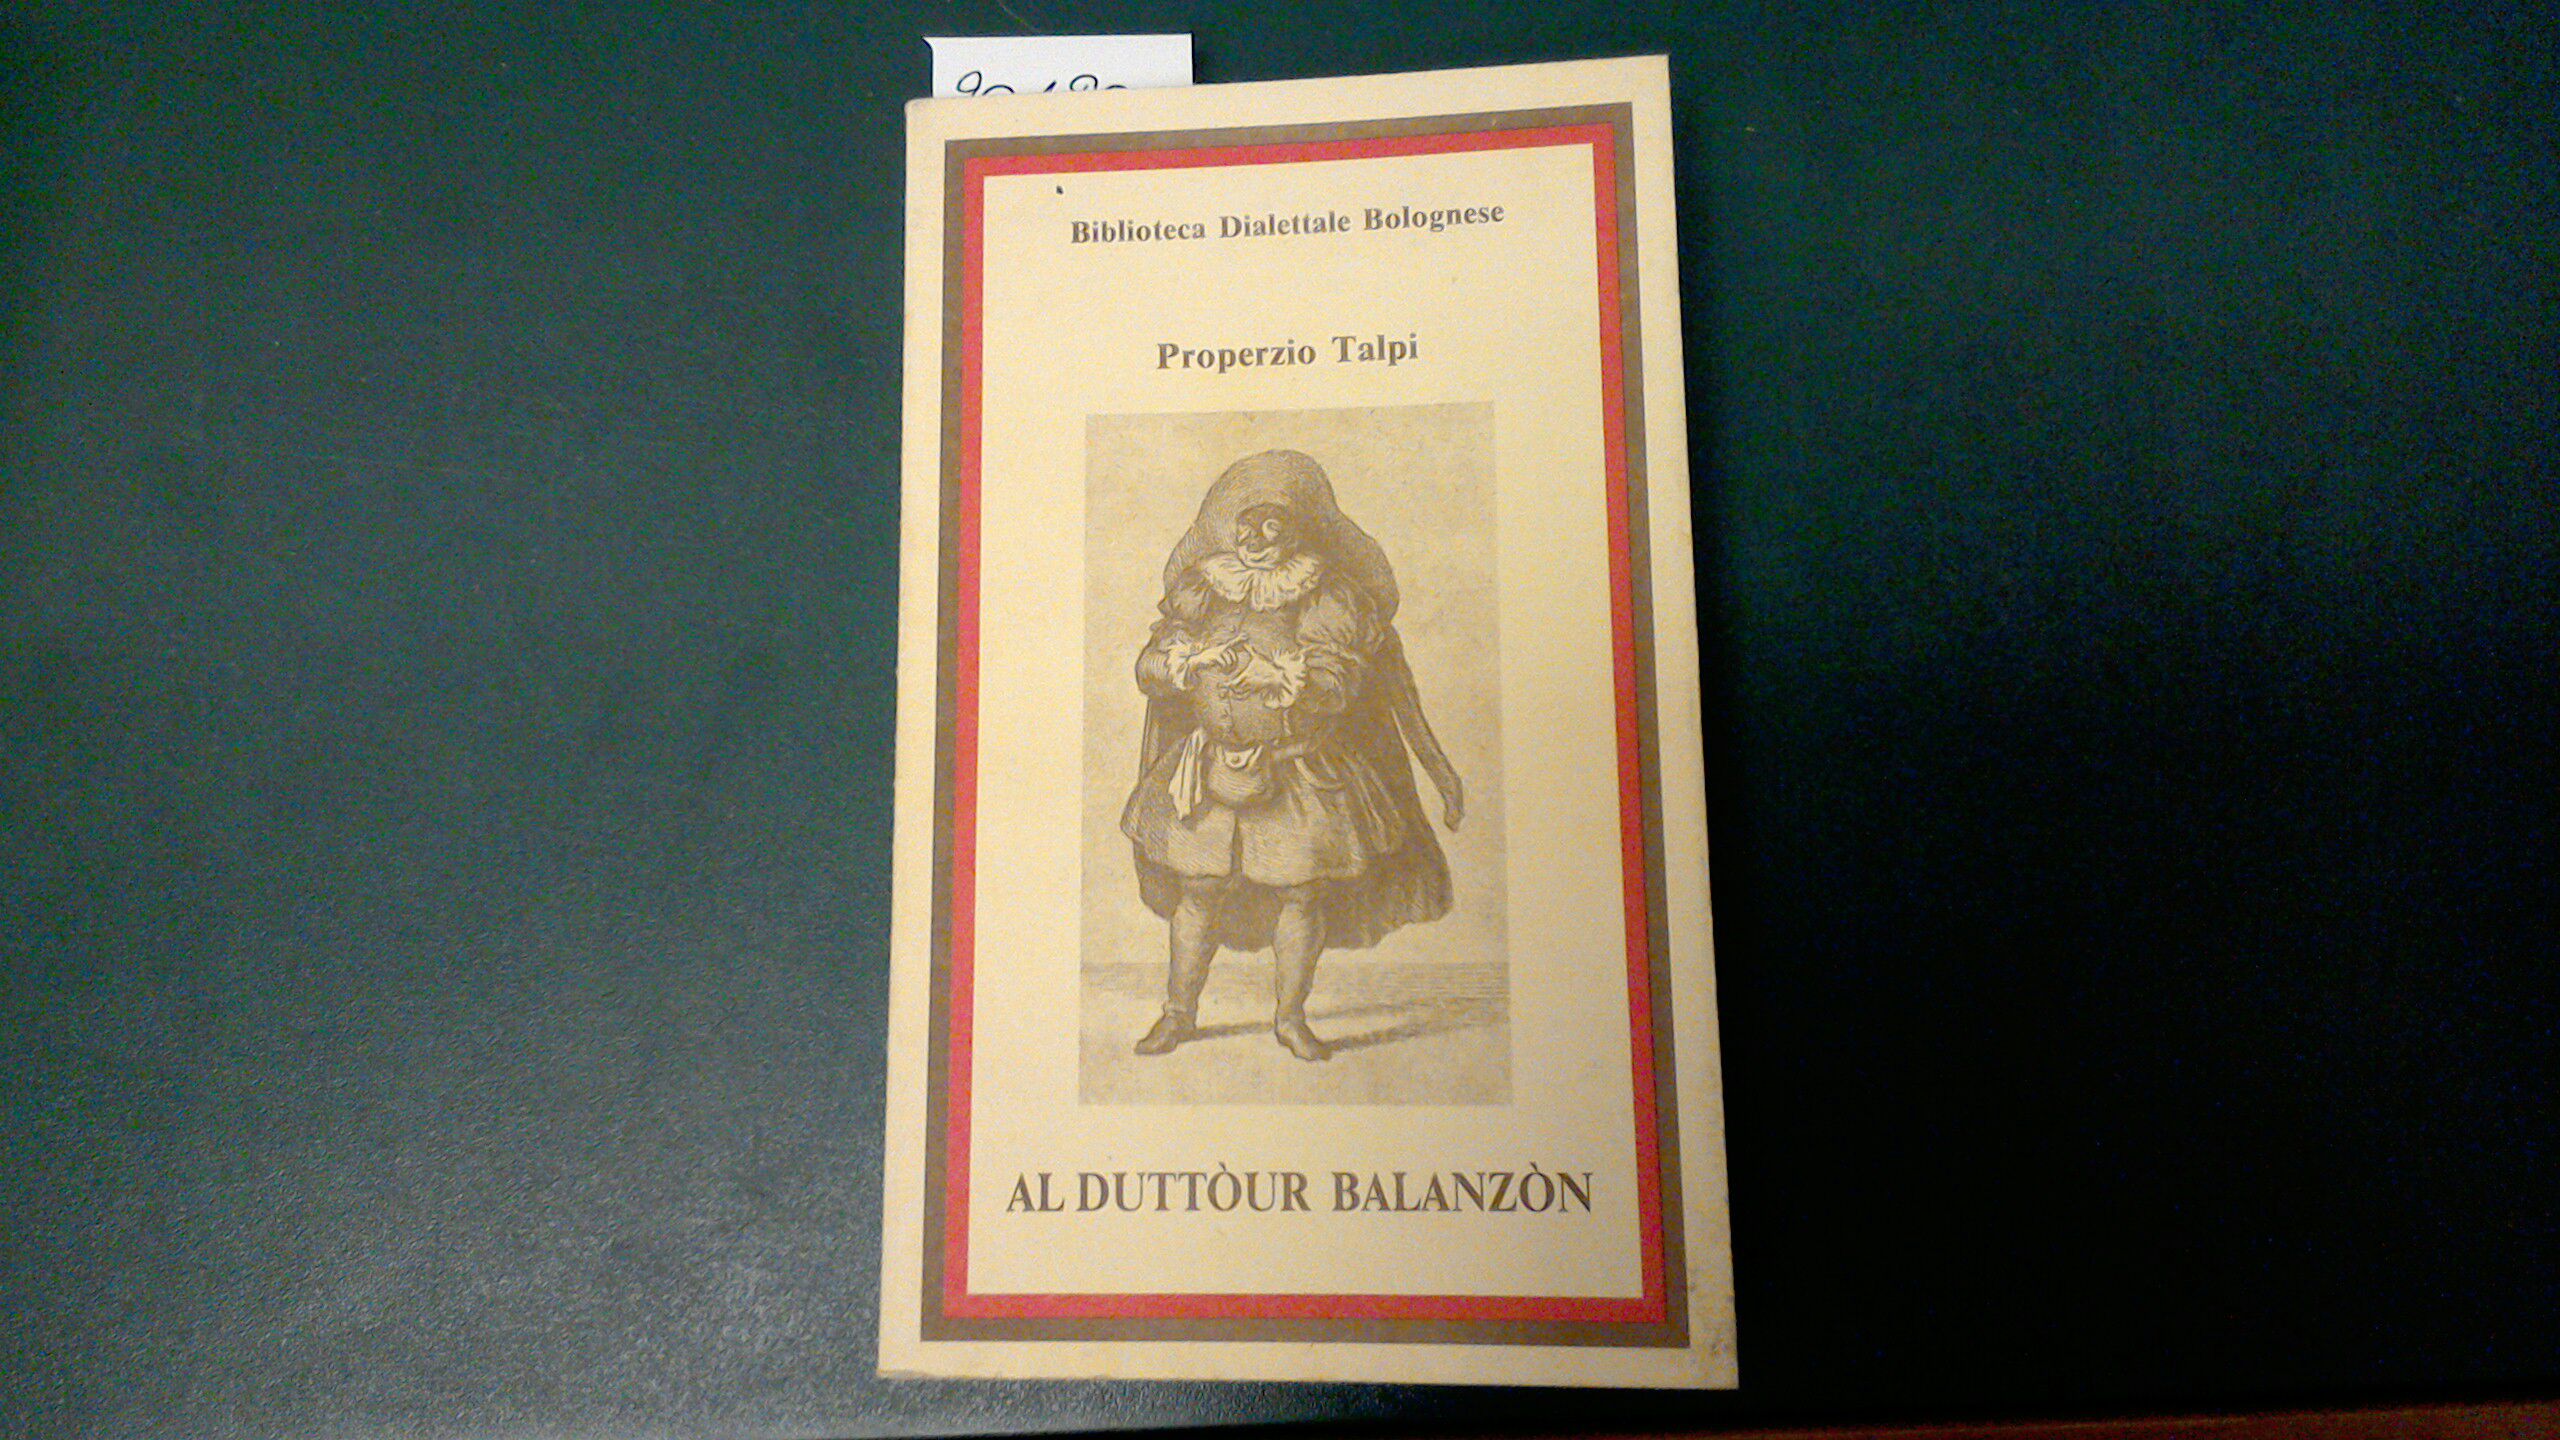 Biblioteca Dialettale Bolognese
Properzio Talpi
AL DUTTÒUR BALANZÒN